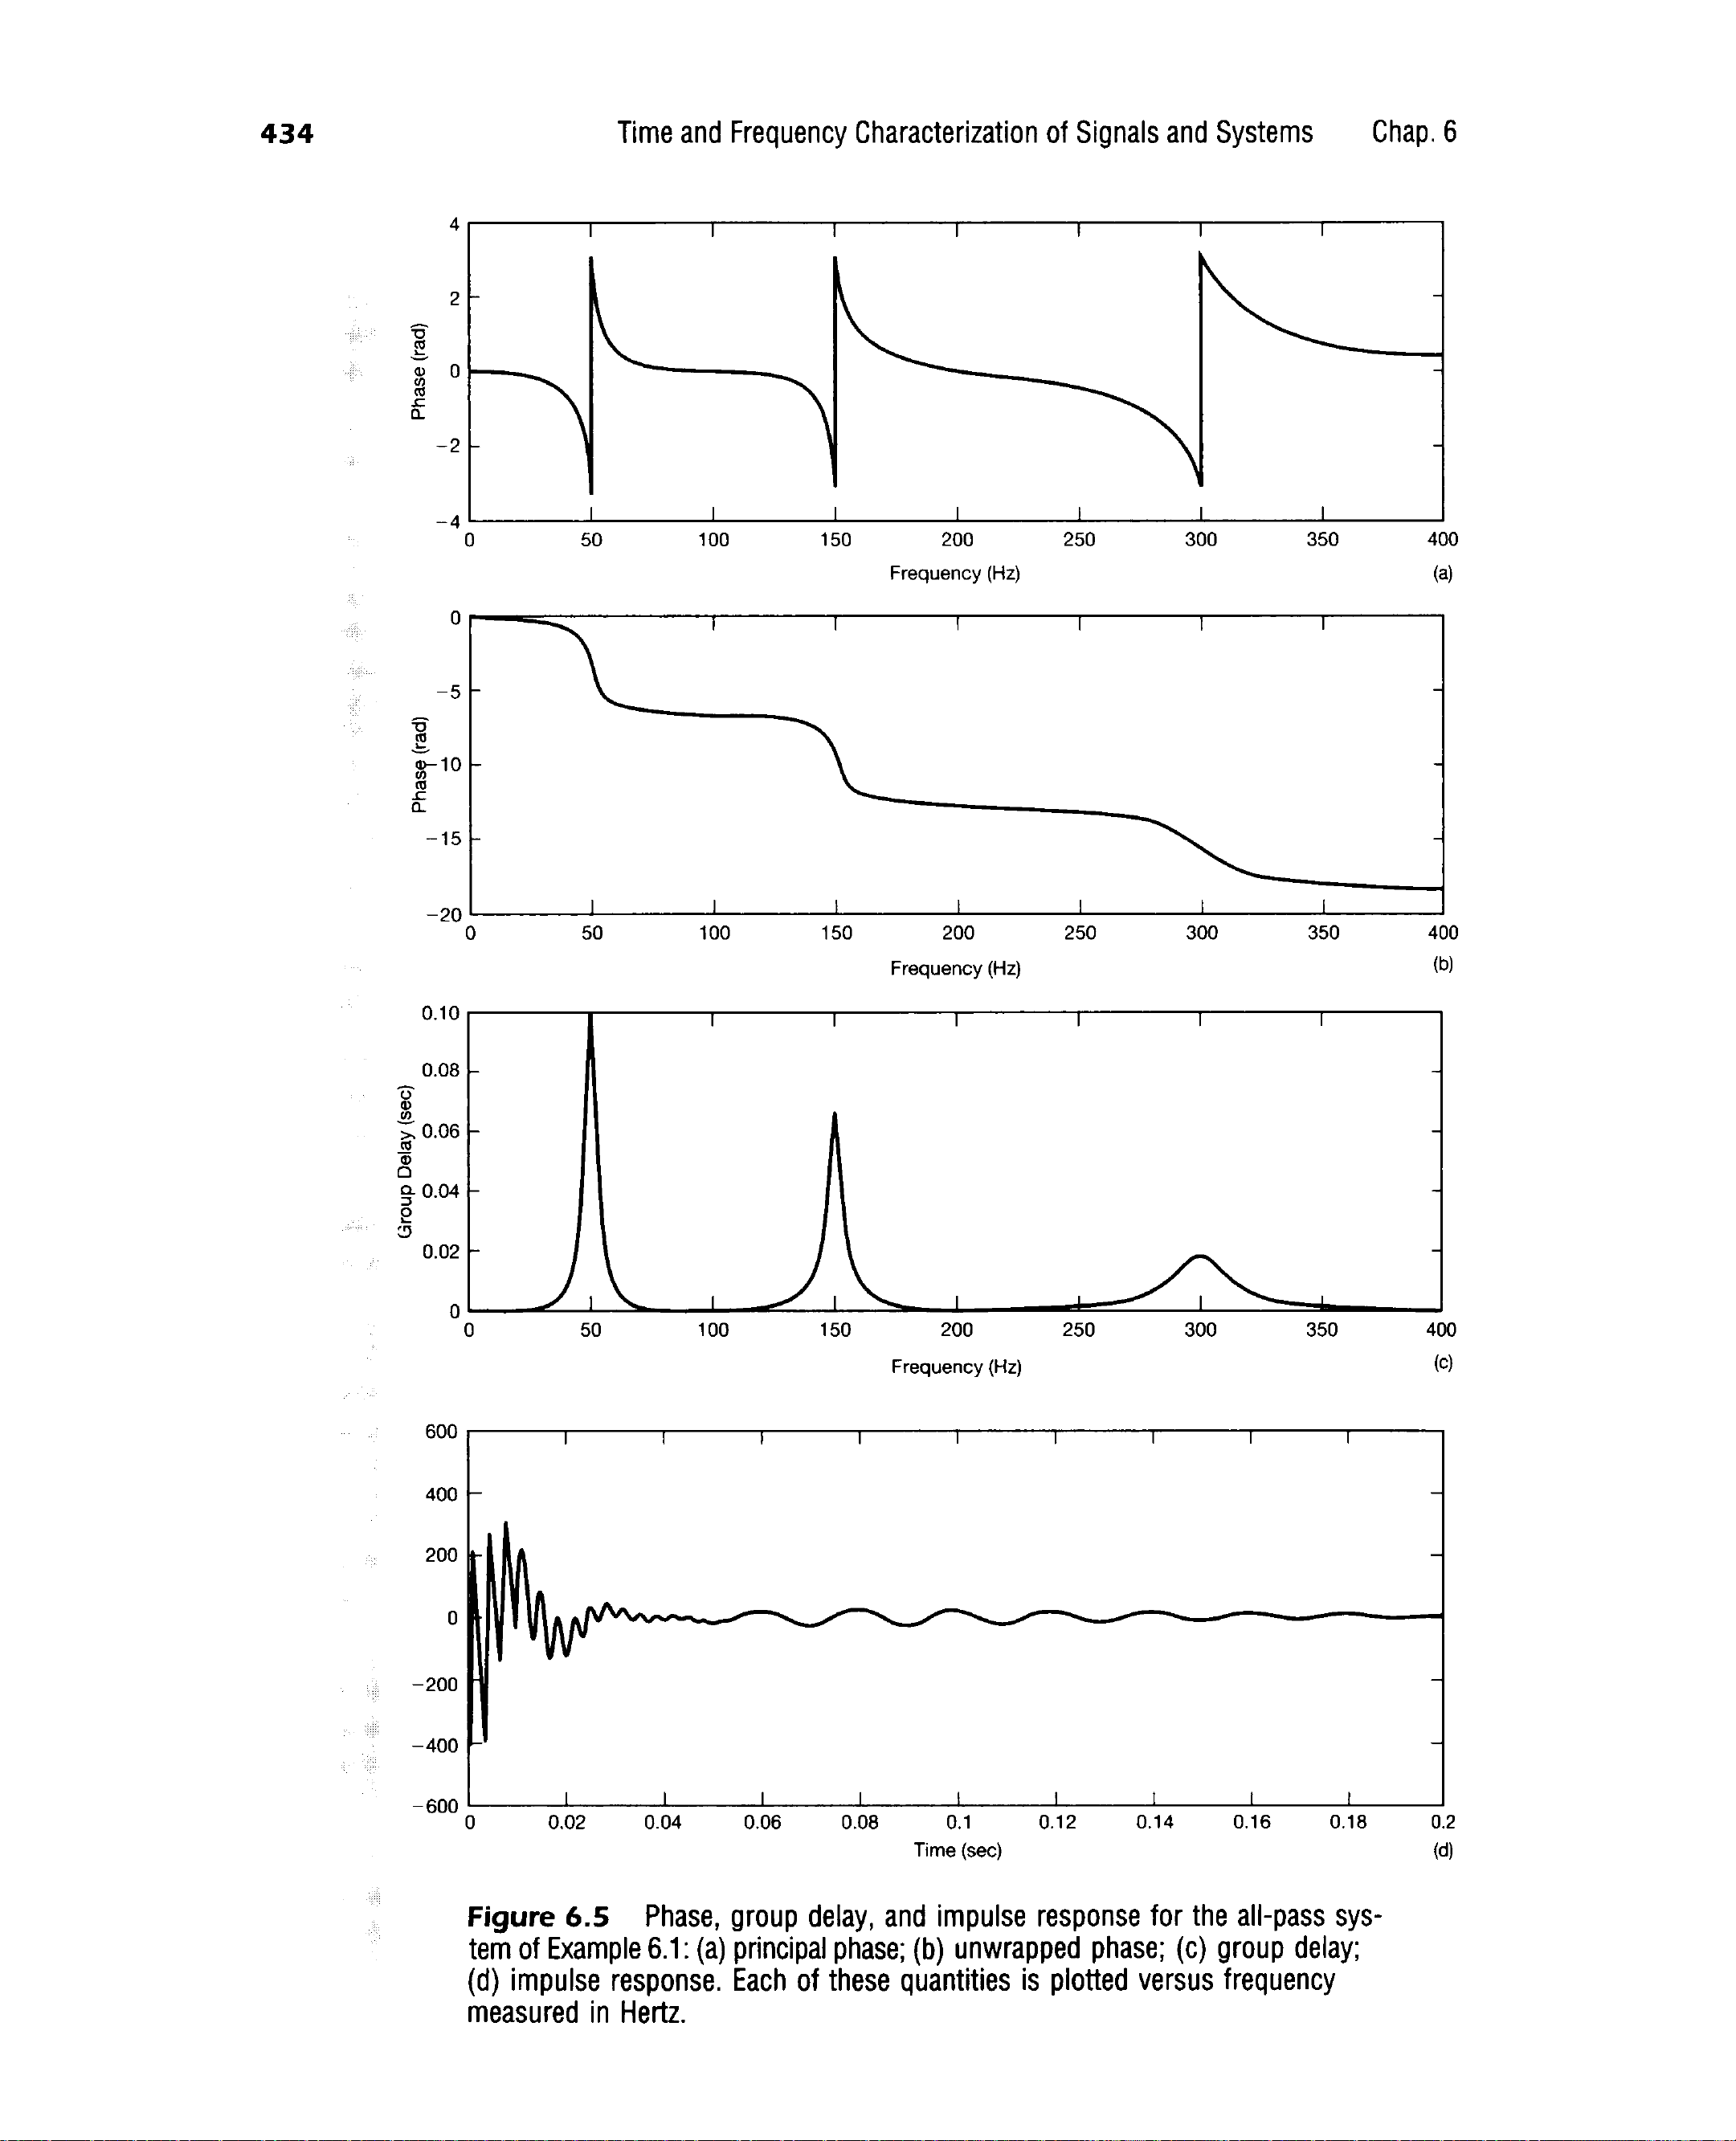 434 Time and Frequency Characterization of Signals and Systems Chap. 6
4
2
0
−2
−4
Phase (rad)
0 50 100 150 200 250 300 350 400
Frequency (Hz) (a)
0
−5
−10
−15
−20
Phase (rad)
0 50 100 150 200 250 300 350 400
Frequency (Hz) (b)
0.10
0.08
0.06
0.04
0.02
0
Group Delay (sec)
0 50 100 150 200 250 300 350 400
Frequency (Hz) (c)
600
400
200
0
−200
−400
−600
0 0.02 0.04 0.06 0.08 0.1 0.12 0.14 0.16 0.18 0.2
Time (sec) (d)
Figure 6.5 Phase, group delay, and impulse response for the all-pass sys-
tem of Example 6.1: (a) principal phase; (b) unwrapped phase; (c) group delay;
(d) impulse response. Each of these quantities is plotted versus frequency
measured in Hertz.